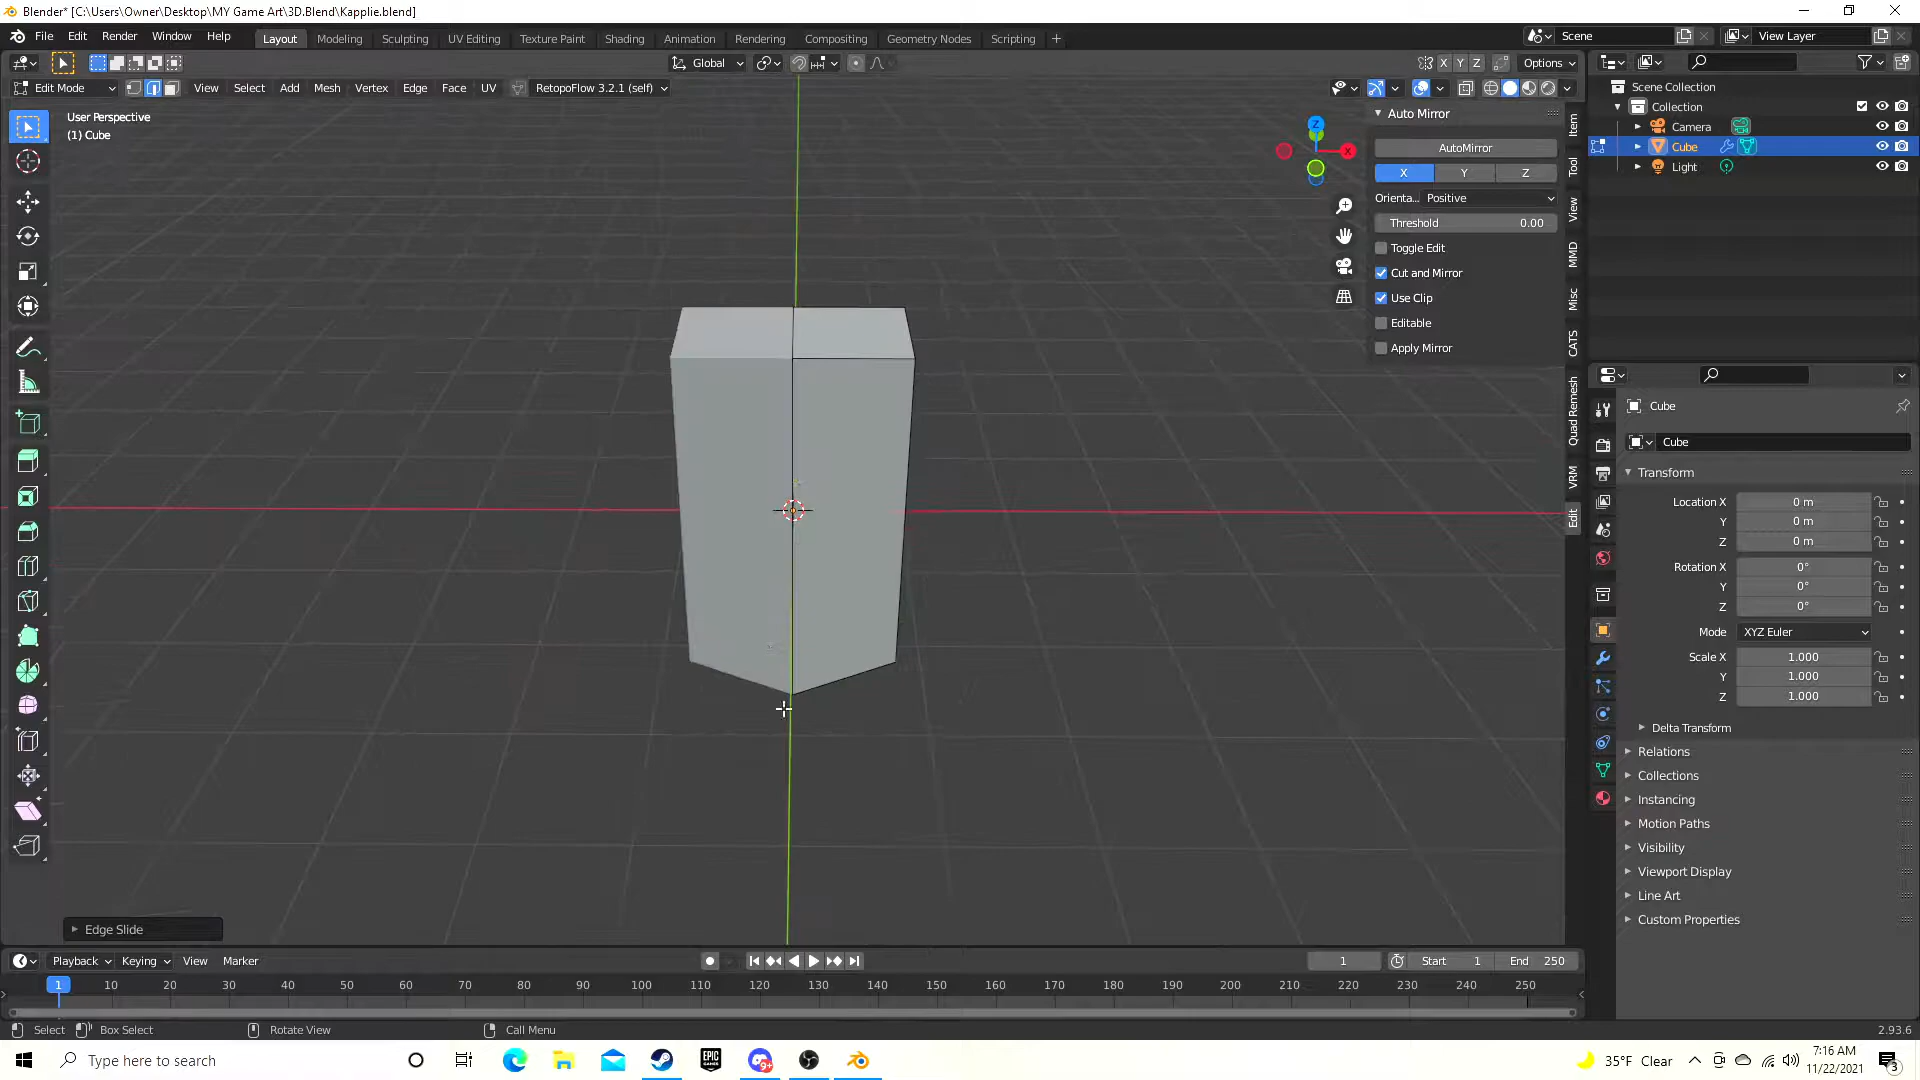 Blender* [C:\Users\Owner\Desktop\MY Game Art\3D.Blend\Kapplie.blend]
File Edit Render Window Help
Layout Modeling Sculpting UV Editing Texture Paint Shading Animation Rendering Compositing Geometry Nodes Scripting +
Scene
View Layer
Global
X Y Z
Options
Edit Mode
View Select Add Mesh Vertex Edge Face UV
RetopoFlow 3.2.1 (self)
User Perspective
(1) Cube
Z
X
Auto Mirror
AutoMirror
X Y Z
Orienta... Positive
Threshold 0.00
Toggle Edit
Cut and Mirror
Use Clip
Editable
Apply Mirror
Item
Tool
View
MMD
Misc
CATS
Quad Remesh
VRM
Edit
Scene Collection
Collection
Camera
Cube
Light
Cube
Cube
Transform
Location X 0 m
Y 0 m
Z 0 m
Rotation X 0°
Y 0°
Z 0°
Mode XYZ Euler
Scale X 1.000
Y 1.000
Z 1.000
Delta Transform
Relations
Collections
Instancing
Motion Paths
Visibility
Viewport Display
Line Art
Custom Properties
Edge Slide
Playback Keying View Marker
1
Start 1
End 250
1 10 20 30 40 50 60 70 80 90 100 110 120 130 140 150 160 170 180 190 200 210 220 230 240 250
Select Box Select Rotate View Call Menu
2.93.6
Type here to search
EPIC GAMES
9+
35°F Clear
7:16 AM
11/22/2021
3